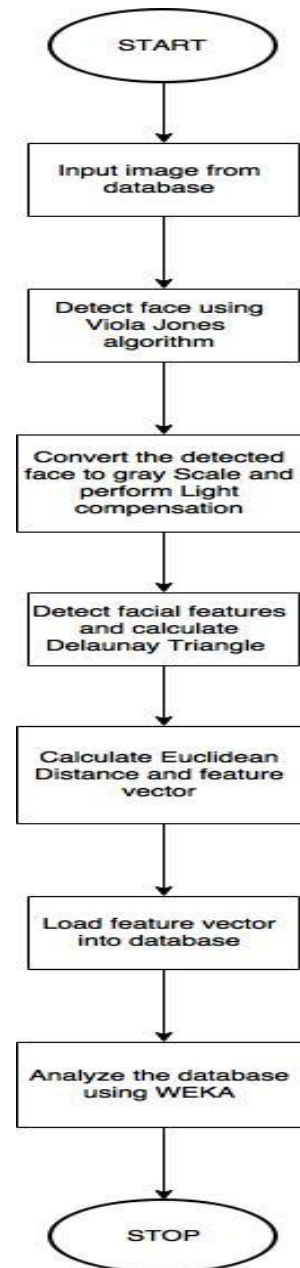 START
Input image from
database
Detect face using
Viola Jones
algorithm
Convert the detected
face to gray Scale and
perform Light
compensation
Detect facial features
and calculate
Delaunay Triangle
Calculate Euclidean
Distance and feature
vector
Load feature vector
into database
Analyze the database
using WEKA
STOP